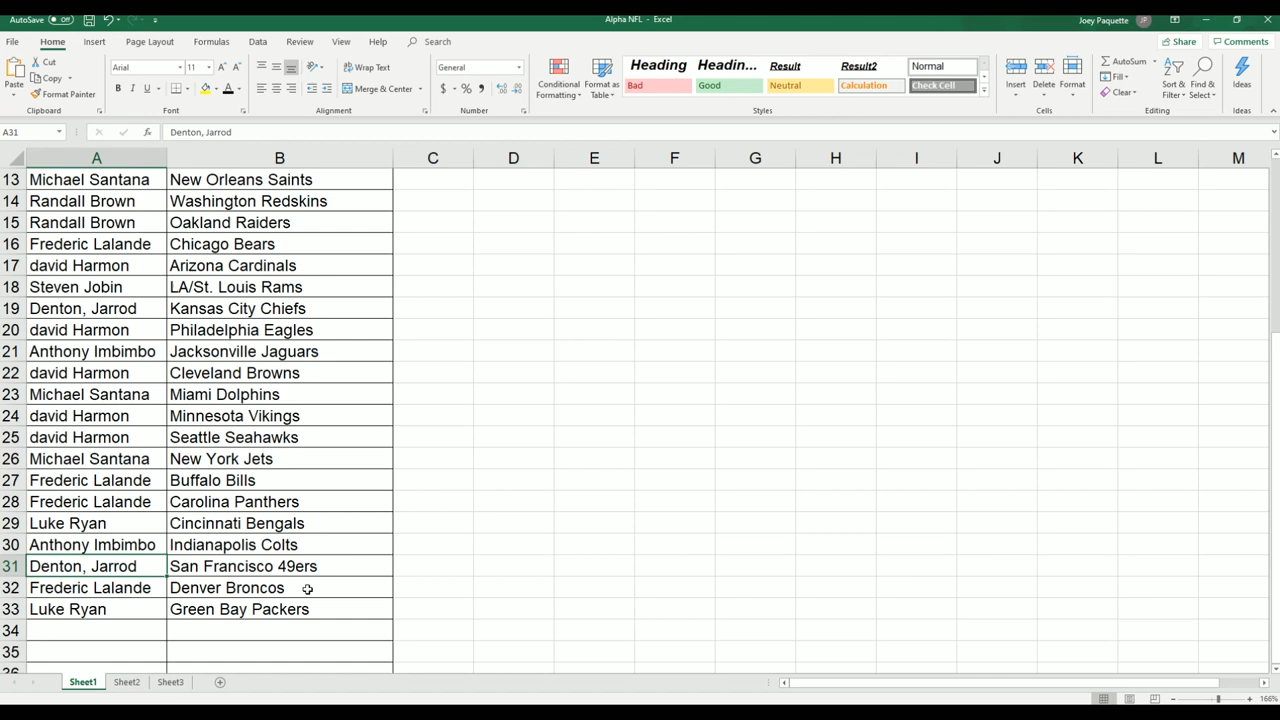 AutoSave Off Alpha NFL - Excel Joey Paquette JP
File Home Insert Page Layout Formulas Data Review View Help Search Share Comments
Paste Cut Copy Format Painter Clipboard
Arial 11 A A B I U A Font
Wrap Text Merge & Center Alignment
General $ % Number
Conditional Formatting Format as Table
Heading Headin... Result Result2 Normal
Bad Good Neutral Calculation Check Cell
Styles
Insert Delete Format Cells
AutoSum Fill Clear Sort & Filter Find & Select Editing
Ideas Ideas
A31 fx Denton, Jarrod
A B C D E F G H I J K L M
13 Michael Santana New Orleans Saints
14 Randall Brown Washington Redskins
15 Randall Brown Oakland Raiders
16 Frederic Lalande Chicago Bears
17 david Harmon Arizona Cardinals
18 Steven Jobin LA/St. Louis Rams
19 Denton, Jarrod Kansas City Chiefs
20 david Harmon Philadelphia Eagles
21 Anthony Imbimbo Jacksonville Jaguars
22 david Harmon Cleveland Browns
23 Michael Santana Miami Dolphins
24 david Harmon Minnesota Vikings
25 david Harmon Seattle Seahawks
26 Michael Santana New York Jets
27 Frederic Lalande Buffalo Bills
28 Frederic Lalande Carolina Panthers
29 Luke Ryan Cincinnati Bengals
30 Anthony Imbimbo Indianapolis Colts
31 Denton, Jarrod San Francisco 49ers
32 Frederic Lalande Denver Broncos
33 Luke Ryan Green Bay Packers
34
35
36
Sheet1 Sheet2 Sheet3
166%